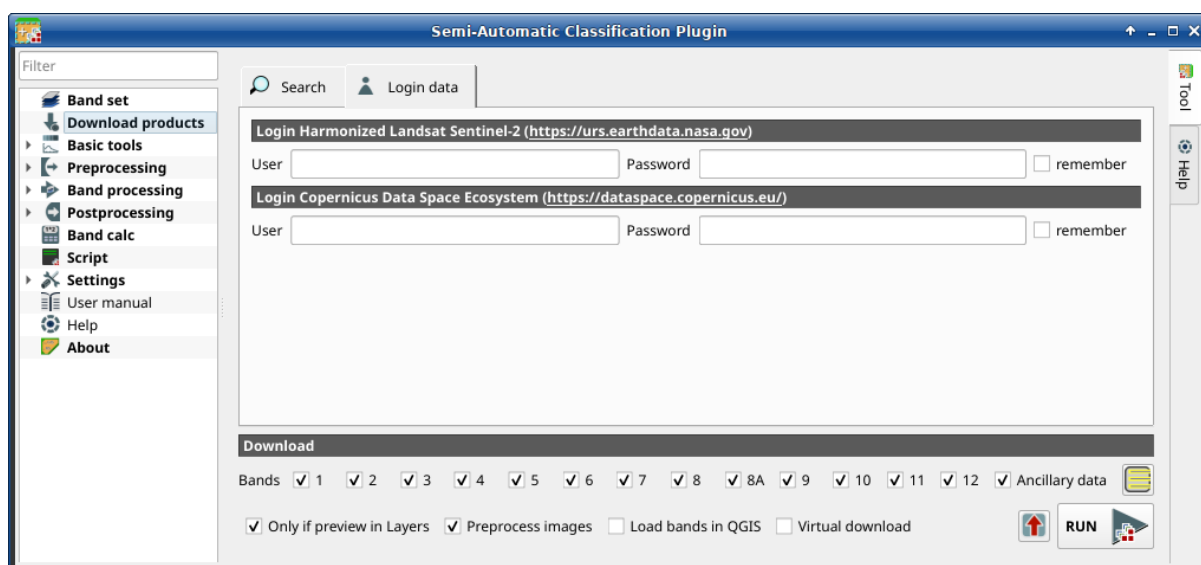 Semi-Automatic Classification Plugin
Filter
Band set
Download products
Basic tools
Preprocessing
Band processing
Postprocessing
Band calc
Script
Settings
User manual
Help
About
Search Login data
Login Harmonized Landsat Sentinel-2 (https://urs.earthdata.nasa.gov)
User Password remember
Login Copernicus Data Space Ecosystem (https://dataspace.copernicus.eu/)
User Password remember
Download
Bands 1 2 3 4 5 6 7 8 8A 9 10 11 12 Ancillary data
Only if preview in Layers Preprocess images Load bands in QGIS Virtual download RUN
Tool
Help